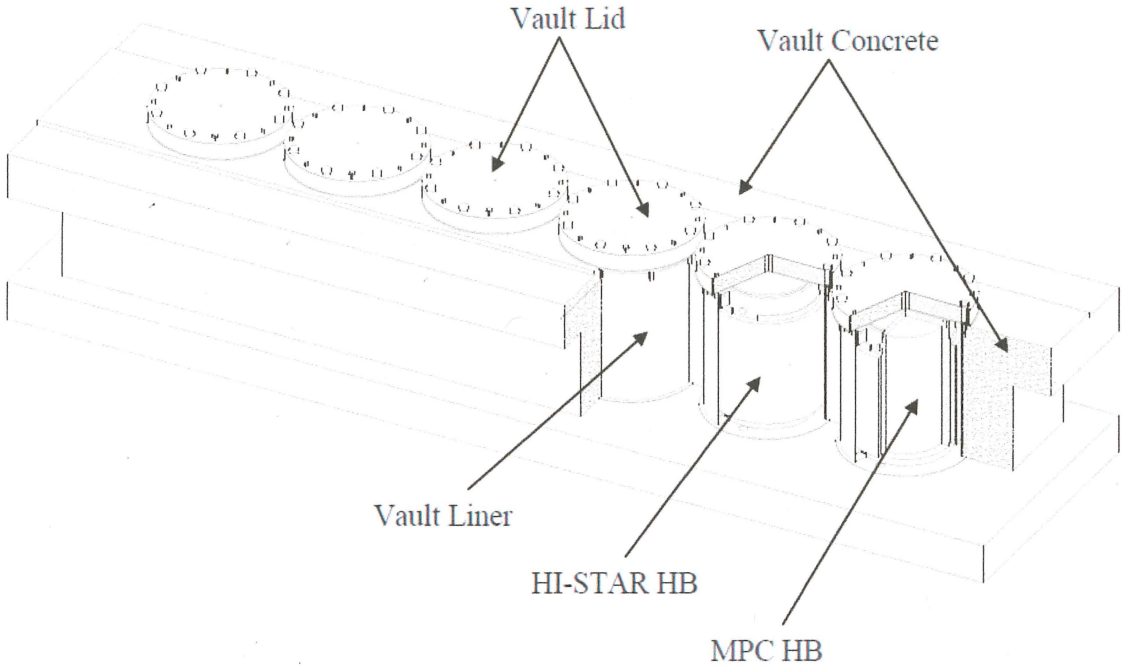 Vault Lid
Vault Concrete
Vault Liner
HI-STAR HB
MPC HB